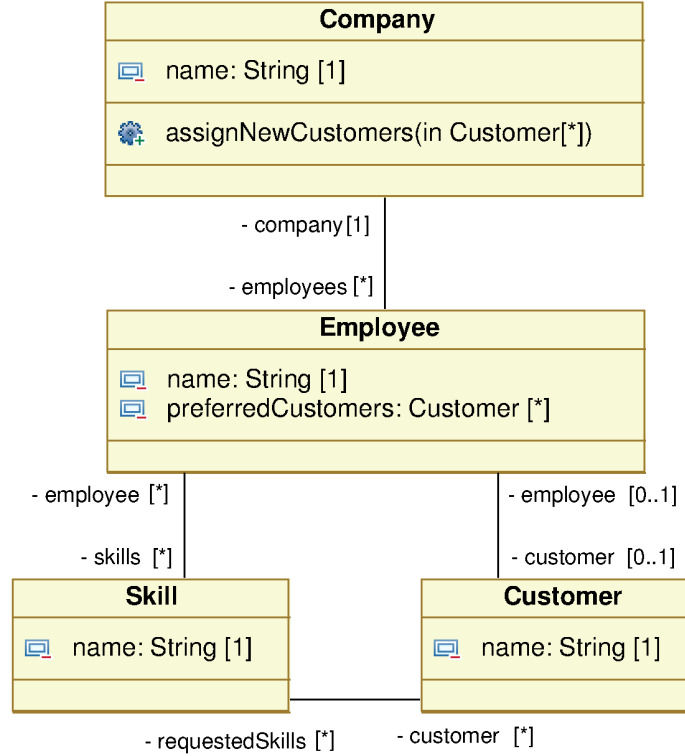 Company
name: String [1]
assignNewCustomers(in Customer[*])
- company[1]
- employees [*]
Employee
name: String [1]
preferredCustomers: Customer [*]
- employee [*]
- employee [0..1]
- skills [*]
- customer [0..1]
Skill
Customer
name: String [1]
name: String [1]
- requestedSkills [*]
- customer [*]